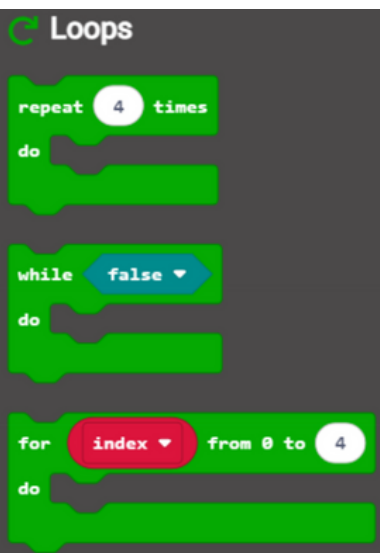 Loops
repeat 4 times
do
while false
do
for index from 0 to 4
do